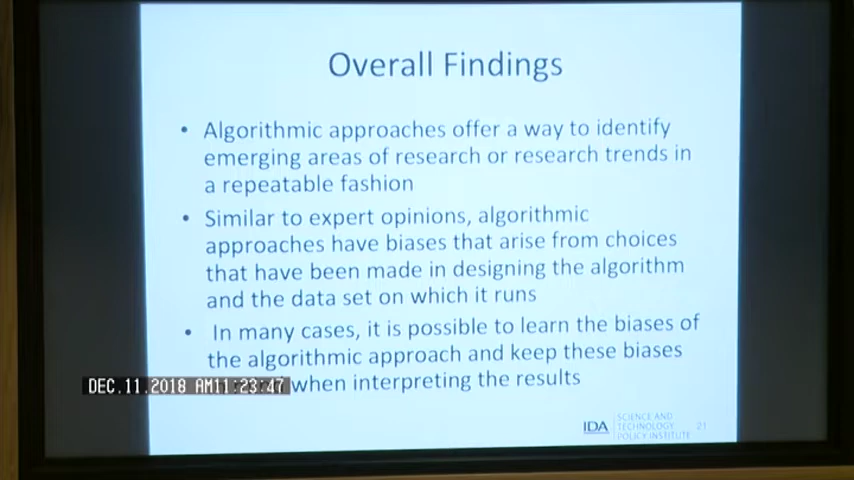 Overall Findings
• Algorithmic approaches offer a way to identify
emerging areas of research or research trends in
a repeatable fashion
• Similar to expert opinions, algorithmic
approaches have biases that arise from choices
that have been made in designing the algorithm
and the data set on which it runs
• In many cases, it is possible to learn the biases of
the algorithmic approach and keep these biases
when interpreting the results
DEC.11.2018 AM11:23:47
IDA
SCIENCE AND
TECHNOLOGY
POLICY INSTITUTE
21